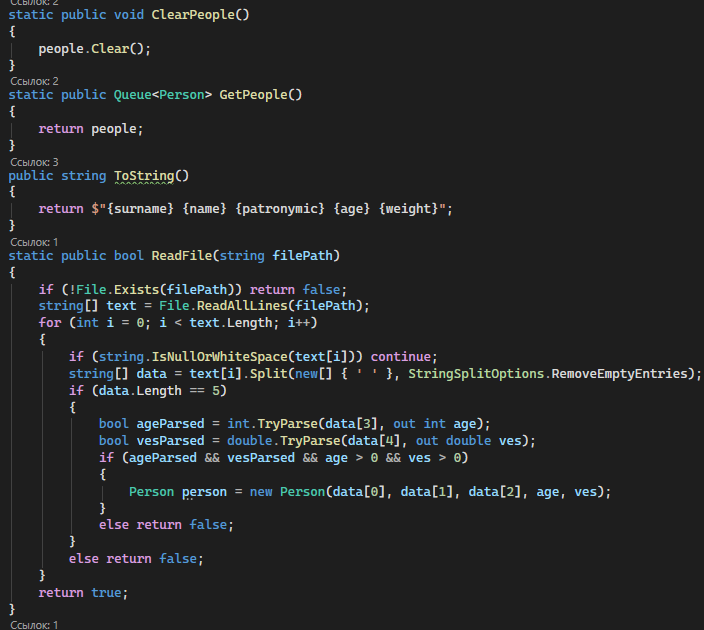 Ссылок: 2
static public void ClearPeople()
{
    people.Clear();
}
Ссылок: 2
static public Queue<Person> GetPeople()
{
    return people;
}
Ссылок: 3
public string ToString()
{
    return $"{surname} {name} {patronymic} {age} {weight}";
}
Ссылок: 1
static public bool ReadFile(string filePath)
{
    if (!File.Exists(filePath)) return false;
    string[] text = File.ReadAllLines(filePath);
    for (int i = 0; i < text.Length; i++)
    {
        if (string.IsNullOrWhiteSpace(text[i])) continue;
        string[] data = text[i].Split(new[] { ' ' }, StringSplitOptions.RemoveEmptyEntries);
        if (data.Length == 5)
        {
            bool ageParsed = int.TryParse(data[3], out int age);
            bool vesParsed = double.TryParse(data[4], out double ves);
            if (ageParsed && vesParsed && age > 0 && ves > 0)
            {
                Person person = new Person(data[0], data[1], data[2], age, ves);
            }
            else return false;
        }
        else return false;
    }
    return true;
}
Ссылок: 1